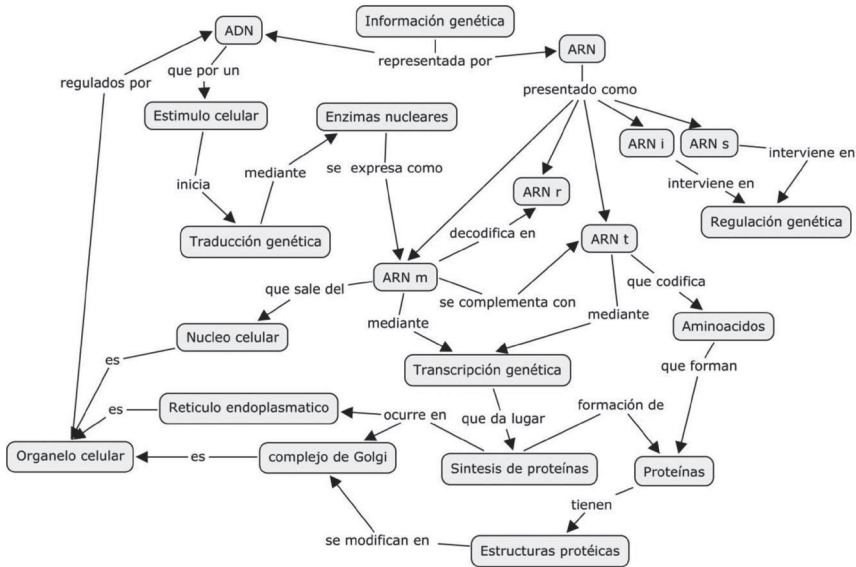 Información genética
ADN
ARN
representada por
regulados por
que por un
presentado como
Estimulo celular
Enzimas nucleares
ARN i
ARN s
interviene en
mediante
se expresa como
inicia
interviene en
ARN r
Regulación genética
Traducción genética
decodifica en
ARN t
ARN m
que sale del
se complementa con
que codifica
mediante
mediante
Nucleo celular
Aminoacidos
es
Transcripción genética
que forman
Reticulo endoplasmatico
es
ocurre en
que da lugar
formación de
Organelo celular
es
complejo de Golgi
Sintesis de proteínas
Proteínas
tienen
se modifican en
Estructuras protéicas